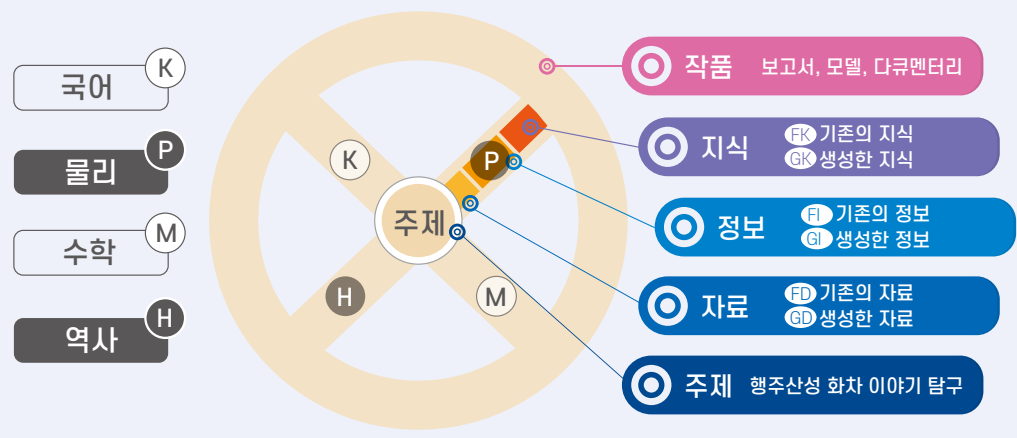 국어
K
물리
P
수학
M
역사
H
K
P
주제
H
M
작품 보고서, 모델, 다큐멘터리
지식
FK 기존의 지식
GK 생성한 지식
정보
FI 기존의 정보
GI 생성한 정보
자료
FD 기존의 자료
GD 생성한 자료
주제 행주산성 화차 이야기 탐구